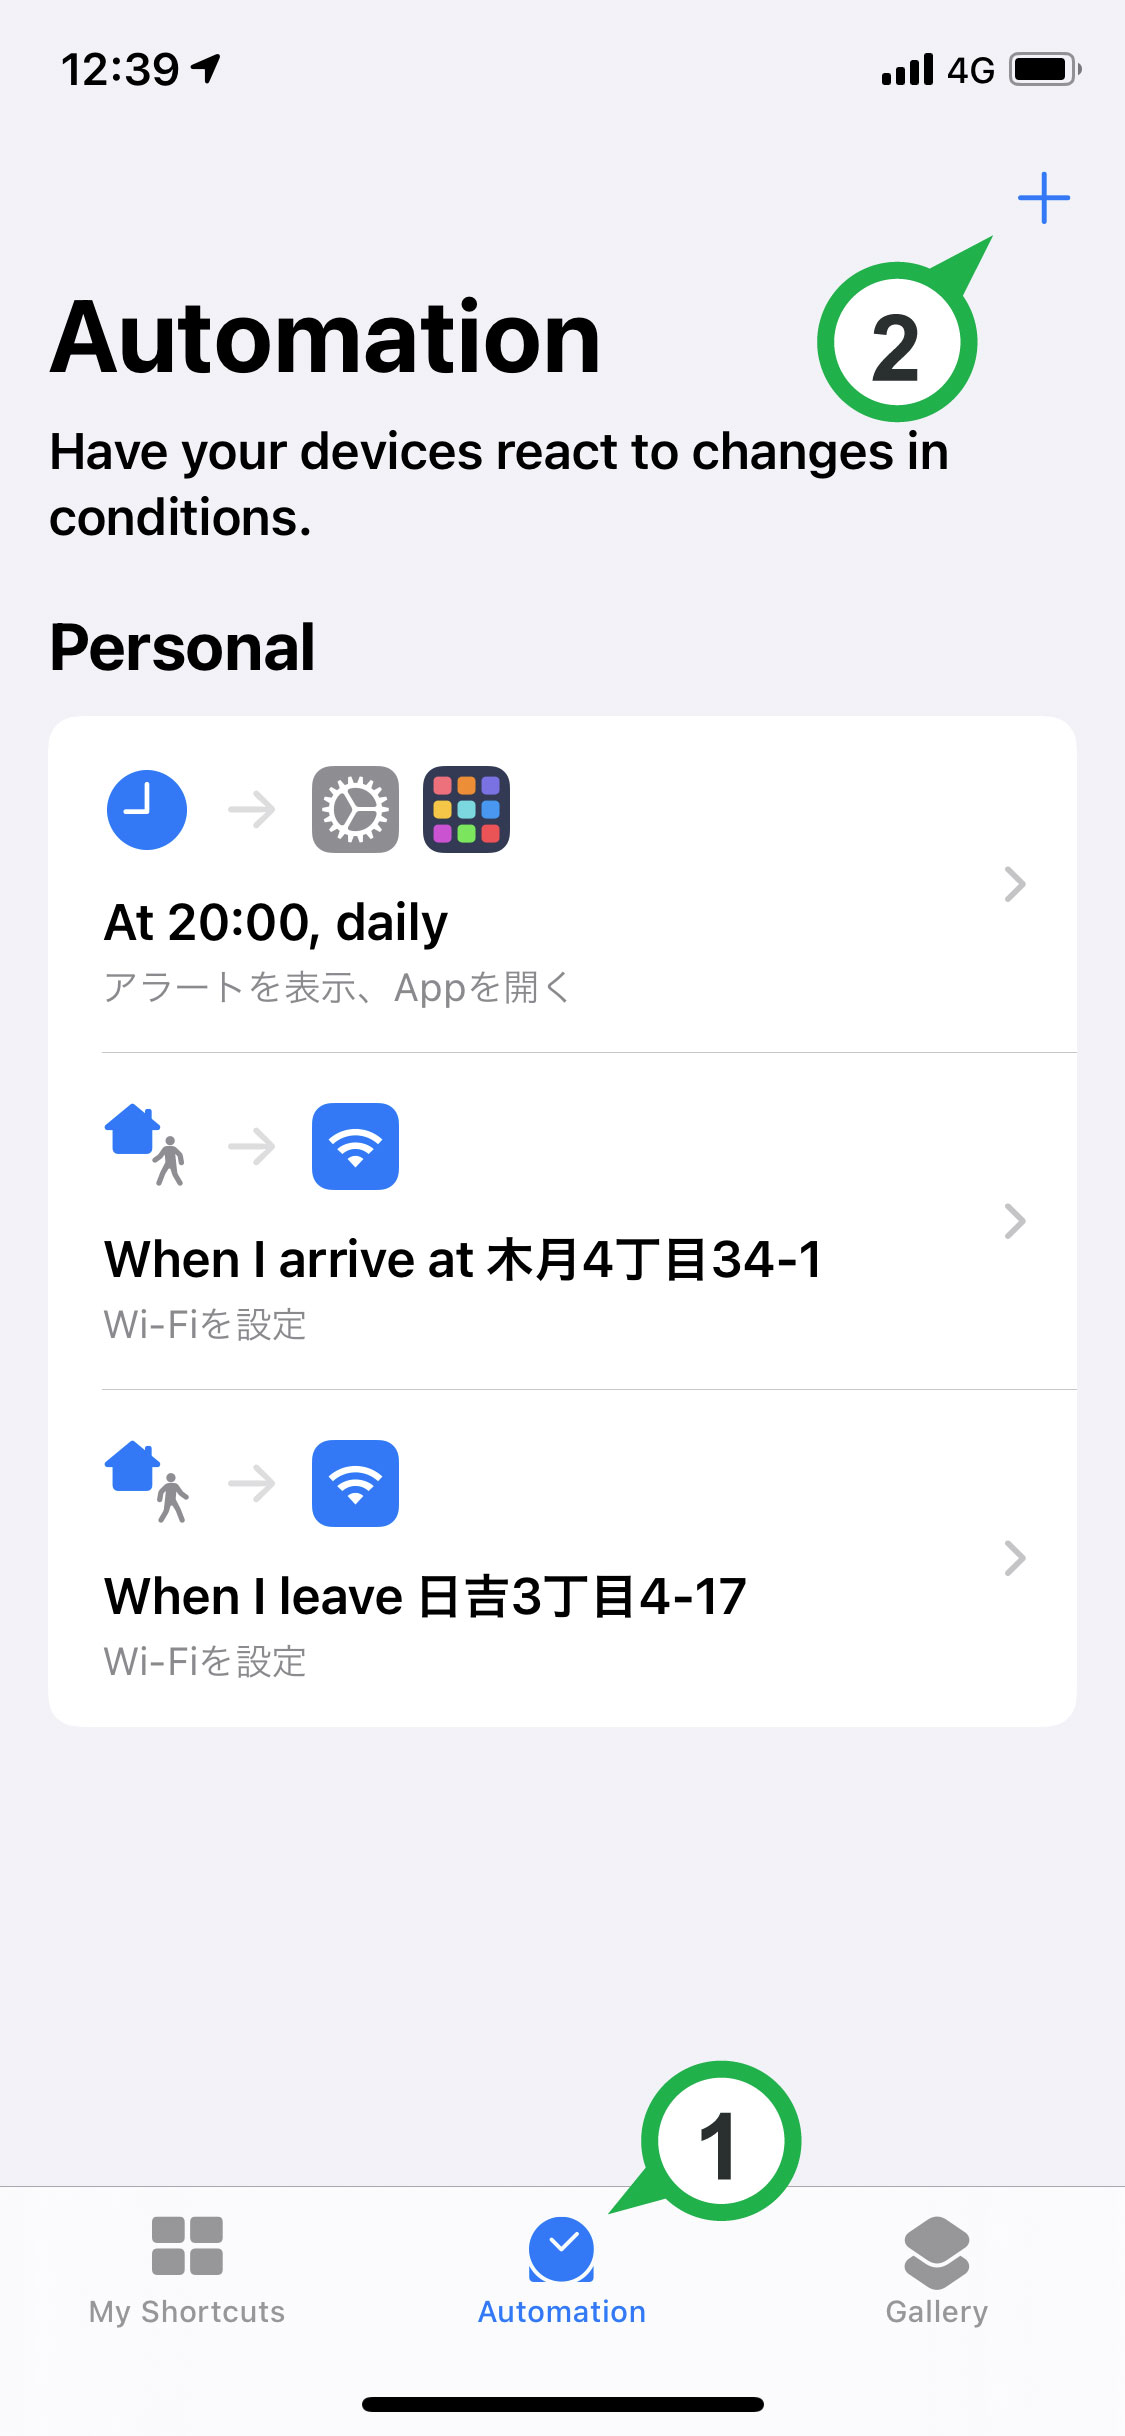 12:39
4G
Automation
2
Have your devices react to changes in
conditions.
Personal
At 20:00, daily
アラートを表示、Appを開く
When I arrive at 木月4丁目34-1
Wi-Fiを設定
When I leave 日吉3丁目4-17
Wi-Fiを設定
1
My Shortcuts
Automation
Gallery